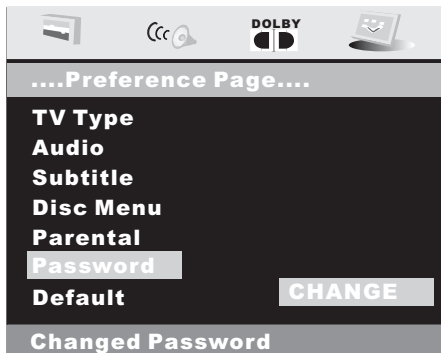 DOLBY
....Preference Page....
TV Type
Audio
Subtitle
Disc Menu
Parental
Password
Default
CHANGE
Changed Password